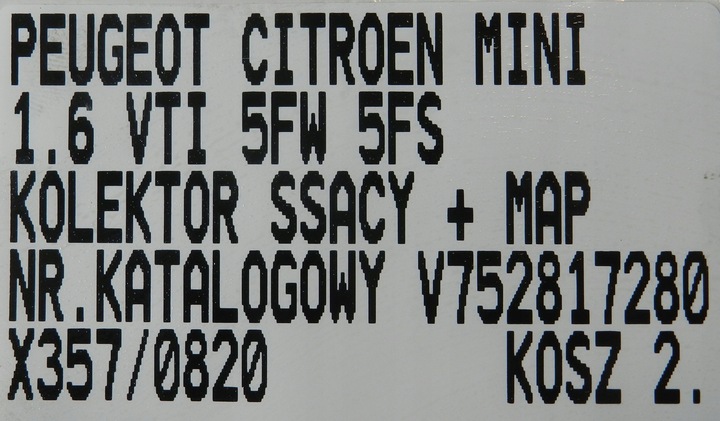 PEUGEOT CITROEN MINI
1.6 VTI 5FW 5FS
KOLEKTOR SSACY + MAP
NR.KATALOGOWY V752817280
X357/0820 KOSZ 2.